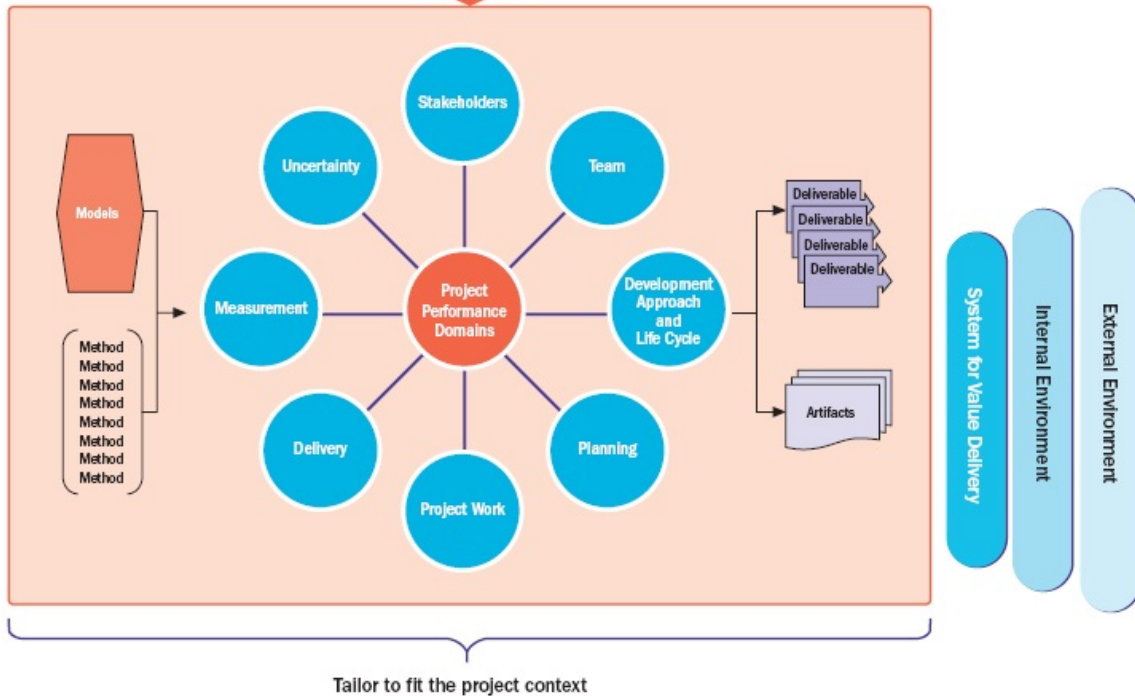 Stakeholders
Uncertainty
Team
Models
Deliverable
Deliverable
Deliverable
Deliverable
Measurement
Project
Performance
Domains
Development
Approach
and
Life Cycle
Method
Method
Method
Method
Method
Method
Method
Method
Artifacts
Delivery
Planning
Project Work
System for Value Delivery
Internal Environment
External Environment
Tailor to fit the project context